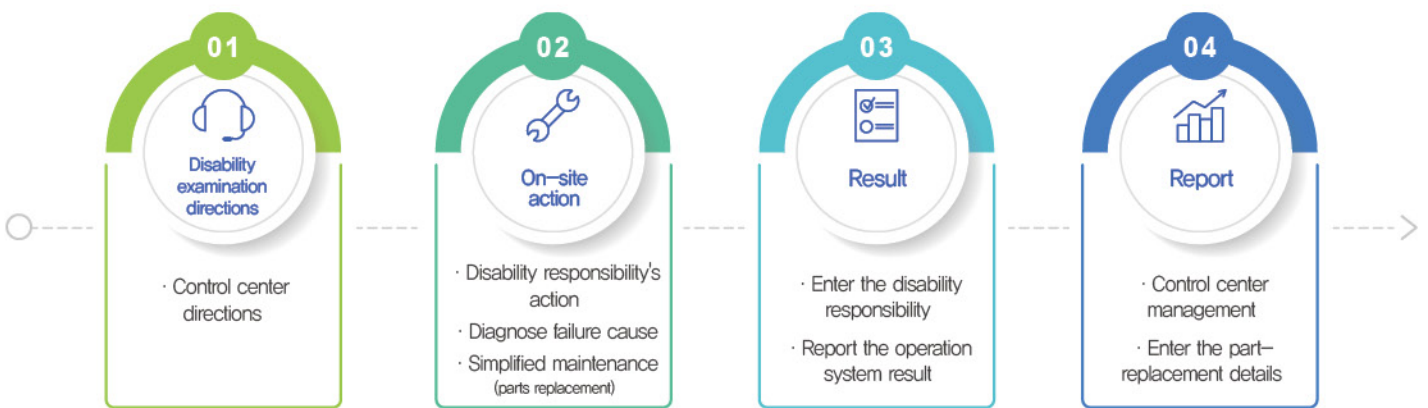 01
Disability
examination
directions
· Control center
directions
02
On-site
action
· Disability responsibility's
action
· Diagnose failure cause
· Simplified maintenance
(parts replacement)
03
Result
· Enter the disability
responsibility
· Report the operation
system result
04
Report
· Control center
management
· Enter the part-
replacement details